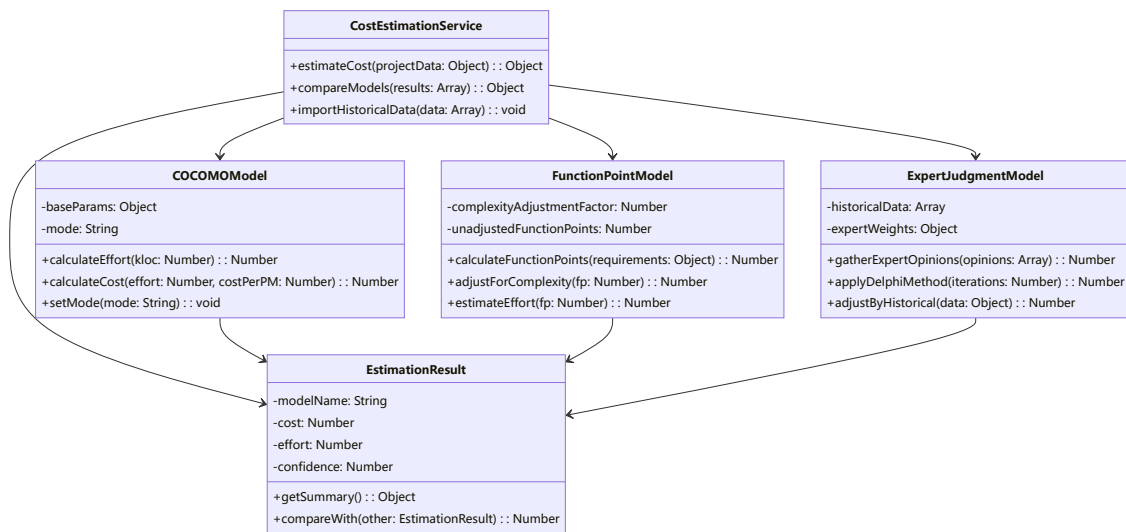 CostEstimationService
+estimateCost(projectData: Object) : : Object
+compareModels(results: Array) : : Object
+importHistoricalData(data: Array) : : void
COCOMOModel
-baseParams: Object
-mode: String
+calculateEffort(kloc: Number) : : Number
+calculateCost(effort: Number, costPerPM: Number) : : Number
+setMode(mode: String) : : void
FunctionPointModel
-complexityAdjustmentFactor: Number
-unadjustedFunctionPoints: Number
+calculateFunctionPoints(requirements: Object) : : Number
+adjustForComplexity(fp: Number) : : Number
+estimateEffort(fp: Number) : : Number
ExpertJudgmentModel
-historicalData: Array
-expertWeights: Object
+gatherExpertOpinions(opinions: Array) : : Number
+applyDelphiMethod(iterations: Number) : : Number
+adjustByHistorical(data: Object) : : Number
EstimationResult
-modelName: String
-cost: Number
-effort: Number
-confidence: Number
+getSummary() : : Object
+compareWith(other: EstimationResult) : : Number